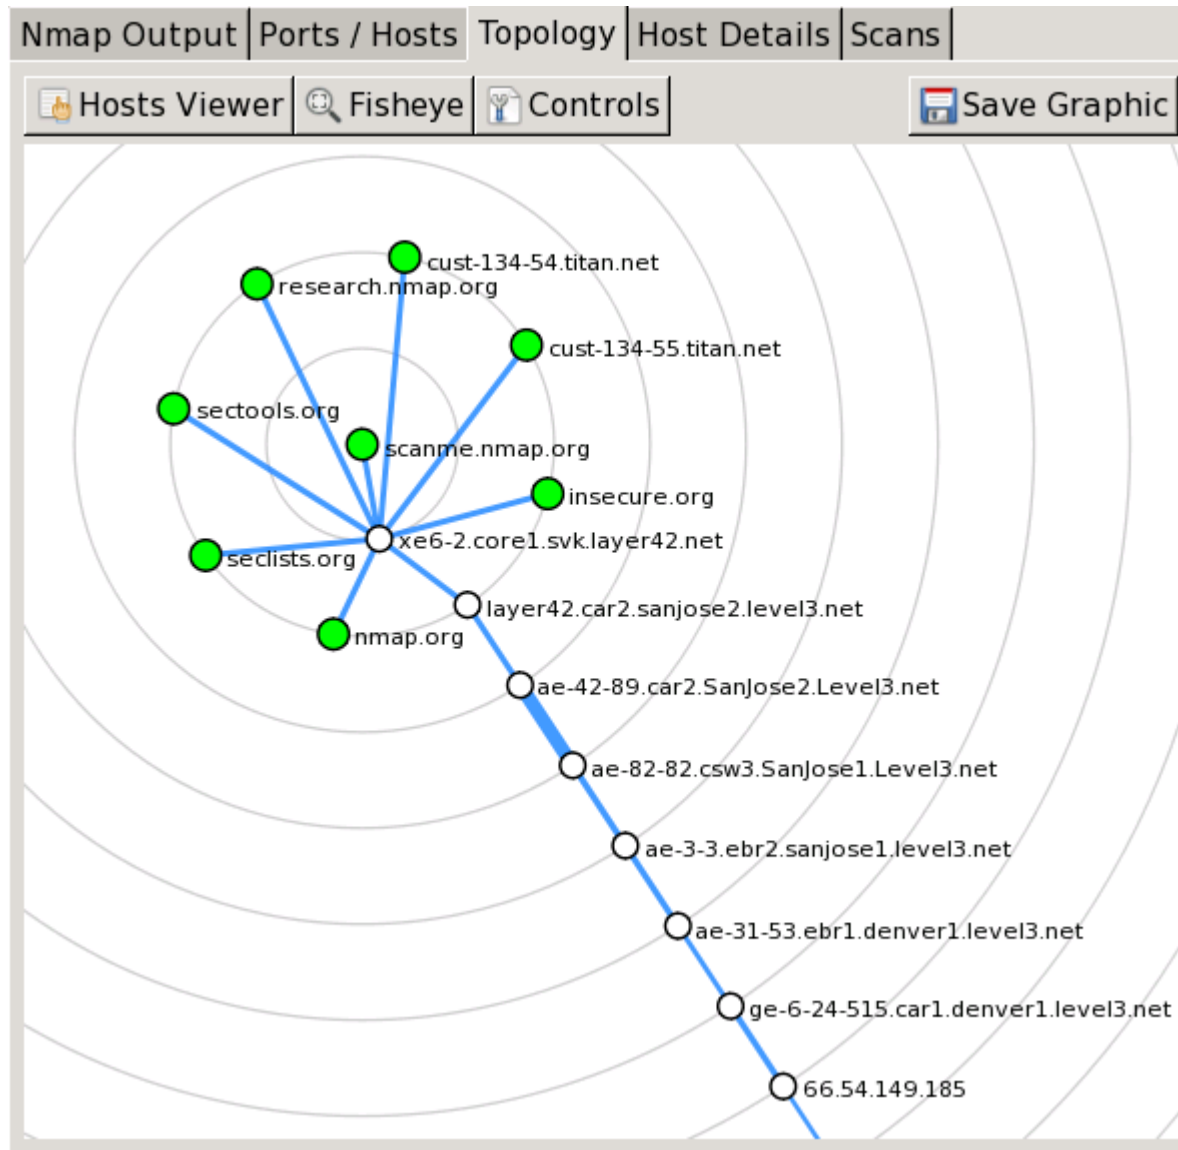 Nmap Output Ports / Hosts Topology Host Details Scans
Hosts Viewer Fisheye Controls Save Graphic
cust-134-54.titan.net
research.nmap.org
cust-134-55.titan.net
sectools.org
scanme.nmap.org
insecure.org
xe6-2.core1.svk.layer42.net
seclists.org
layer42.car2.sanjose2.level3.net
nmap.org
ae-42-89.car2.SanJose2.Level3.net
ae-82-82.csw3.SanJose1.Level3.net
ae-3-3.ebr2.sanjose1.level3.net
ae-31-53.ebr1.denver1.level3.net
ge-6-24-515.car1.denver1.level3.net
66.54.149.185